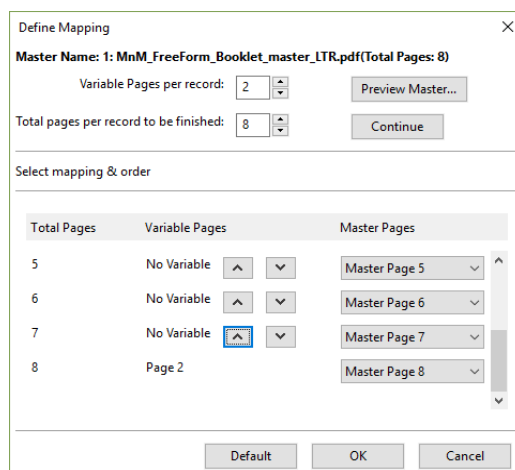 Define Mapping
Master Name: 1: MnM_FreeForm_Booklet_master_LTR.pdf(Total Pages: 8)
Variable Pages per record: 2 Preview Master...
Total pages per record to be finished: 8 Continue
Select mapping & order
Total Pages Variable Pages Master Pages
5 No Variable Master Page 5
6 No Variable Master Page 6
7 No Variable Master Page 7
8 Page 2 Master Page 8
Default OK Cancel